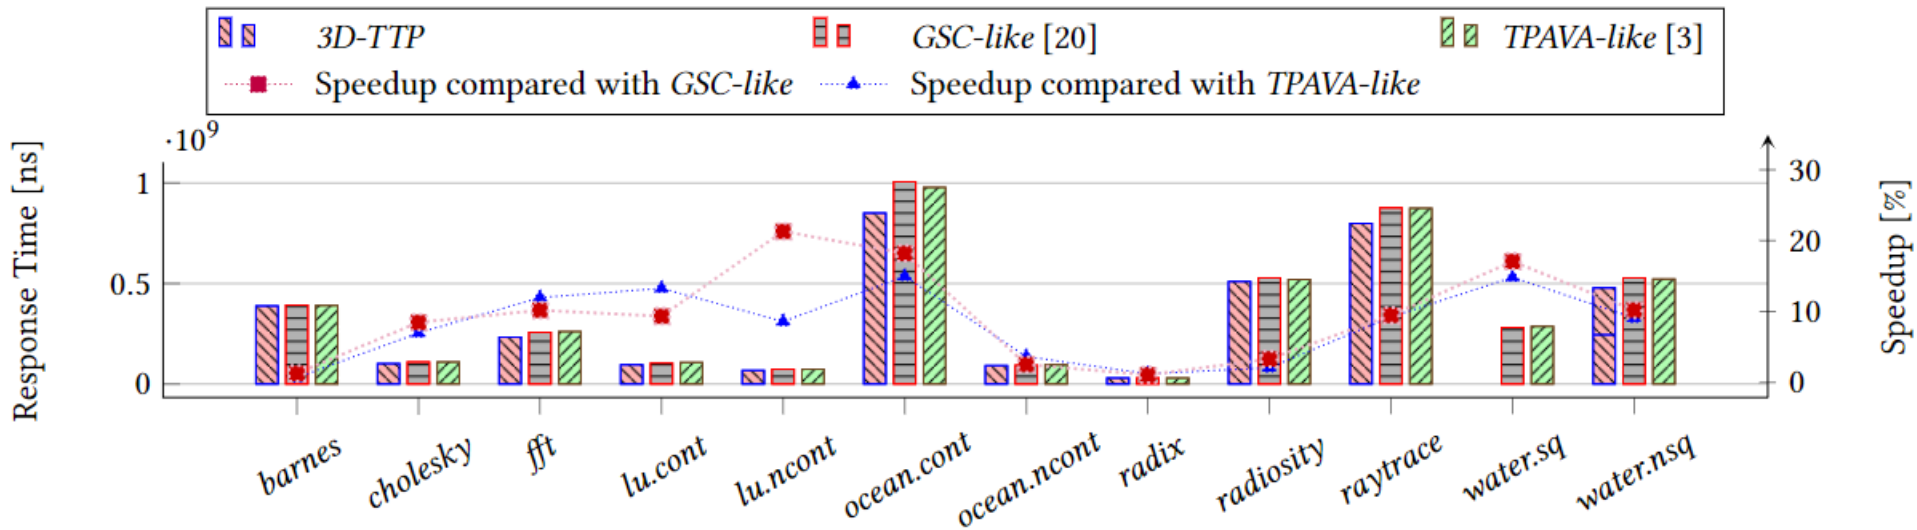 3D-TTP GSC-like [20] TPAVA-like [3]
Speedup compared with GSC-like Speedup compared with TPAVA-like
·10⁹
Response Time [ns]
1
0.5
0
30
20
10
0
Speedup [%]
barnes cholesky fft lu.cont lu.ncont ocean.cont ocean.ncont radix radiosity raytrace water.sq water.nsq